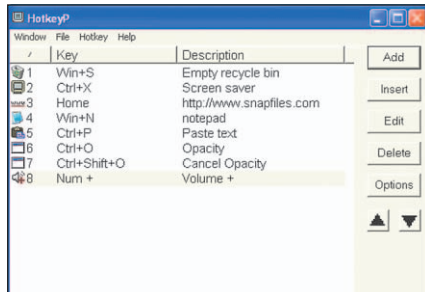 HotkeyP
Window File Hotkey Help
/ Key Description
1 Win+S Empty recycle bin
2 Ctrl+X Screen saver
3 Home http://www.snapfiles.com
4 Win+N notepad
5 Ctrl+P Paste text
6 Ctrl+O Opacity
7 Ctrl+Shift+O Cancel Opacity
8 Num + Volume +
Add
Insert
Edit
Delete
Options